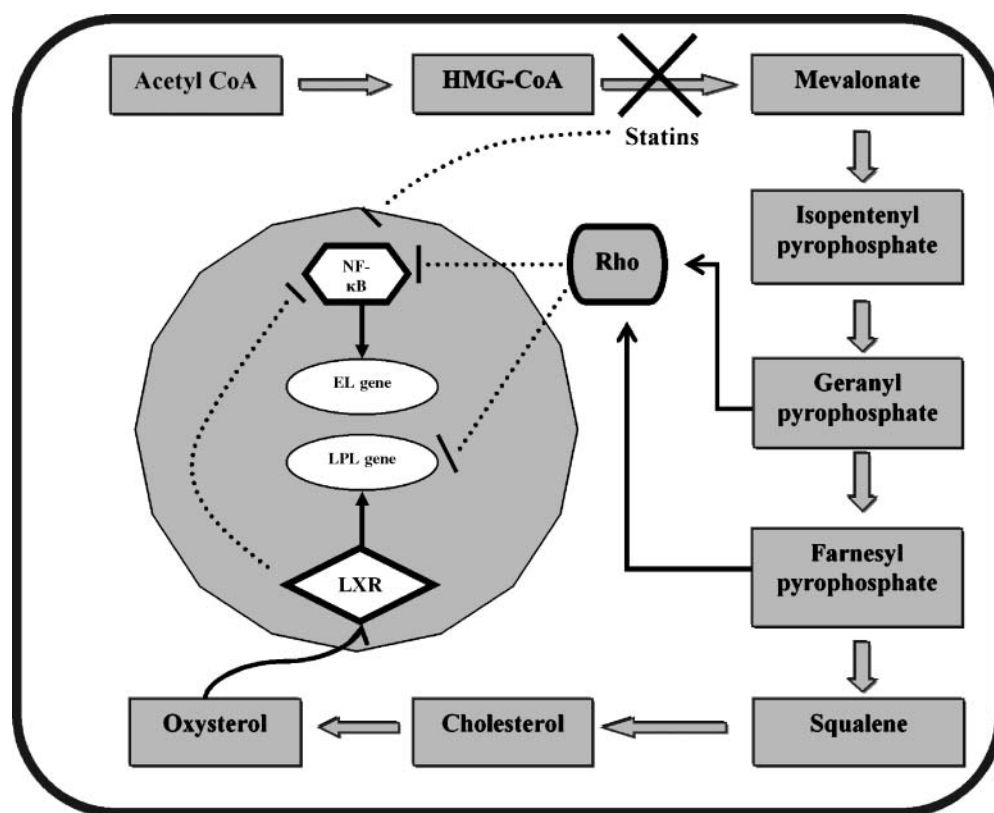 Acetyl CoA
HMG-CoA
Mevalonate
Statins
Isopentenyl
pyrophosphate
NF-
κB
Rho
EL gene
Geranyl
pyrophosphate
LPL gene
Farnesyl
pyrophosphate
LXR
Oxysterol
Cholesterol
Squalene